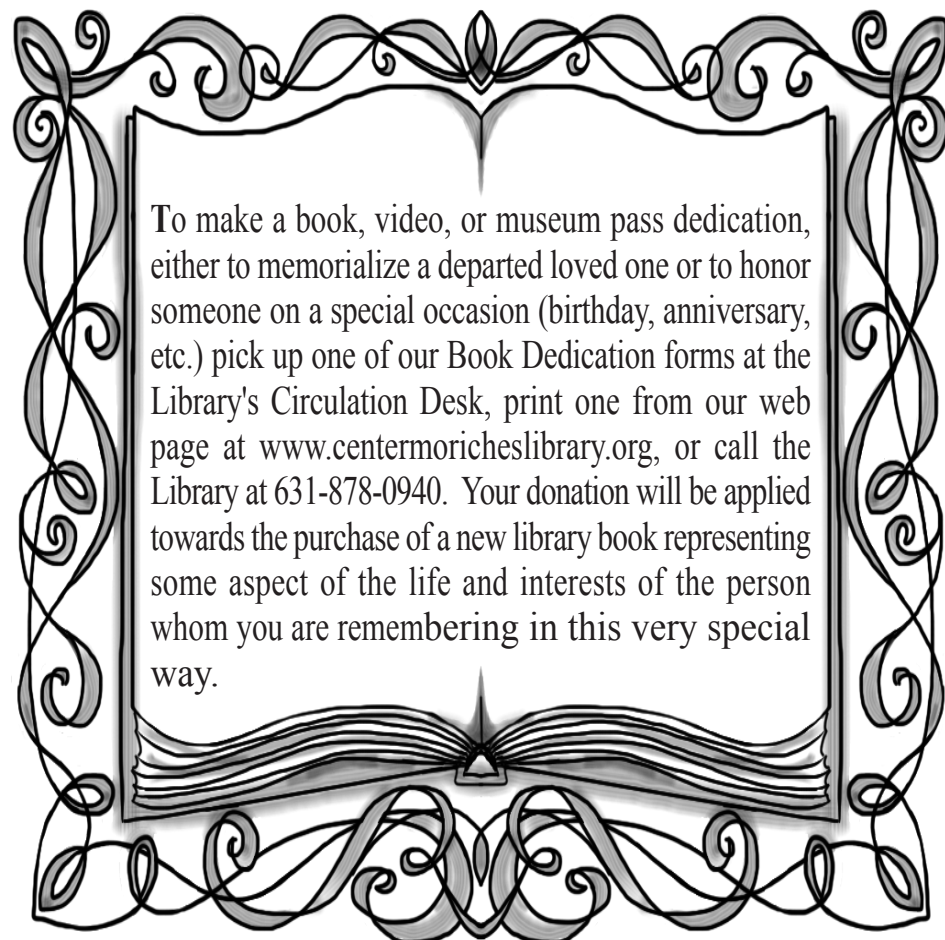 To make a book, video, or museum pass dedication,
either to memorialize a departed loved one or to honor
someone on a special occasion (birthday, anniversary,
etc.) pick up one of our Book Dedication forms at the
Library's Circulation Desk, print one from our web
page at www.centermoricheslibrary.org, or call the
Library at 631-878-0940.  Your donation will be applied
towards the purchase of a new library book representing
some aspect of the life and interests of the person
whom you are remembering in this very special
way.